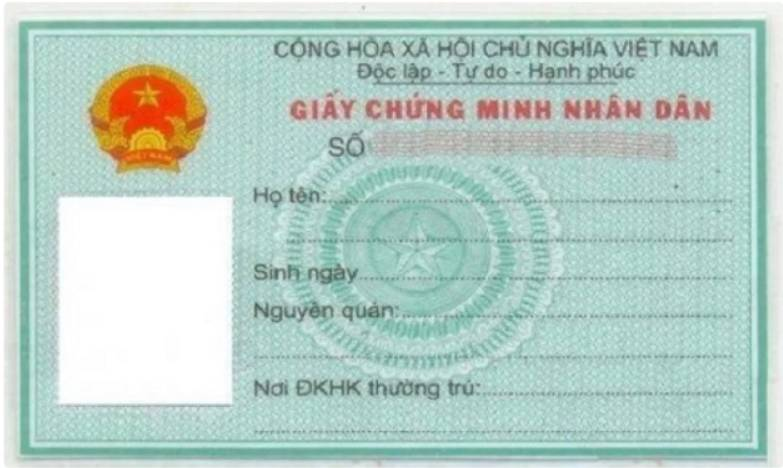 CỘNG HÒA XÃ HỘI CHỦ NGHĨA VIỆT NAM
Độc lập - Tự do - Hạnh phúc
GIẤY CHỨNG MINH NHÂN DÂN
SỐ
Họ tên:
Sinh ngày
Nguyên quán:
Nơi ĐKHK thường trú:
VIỆT NAM